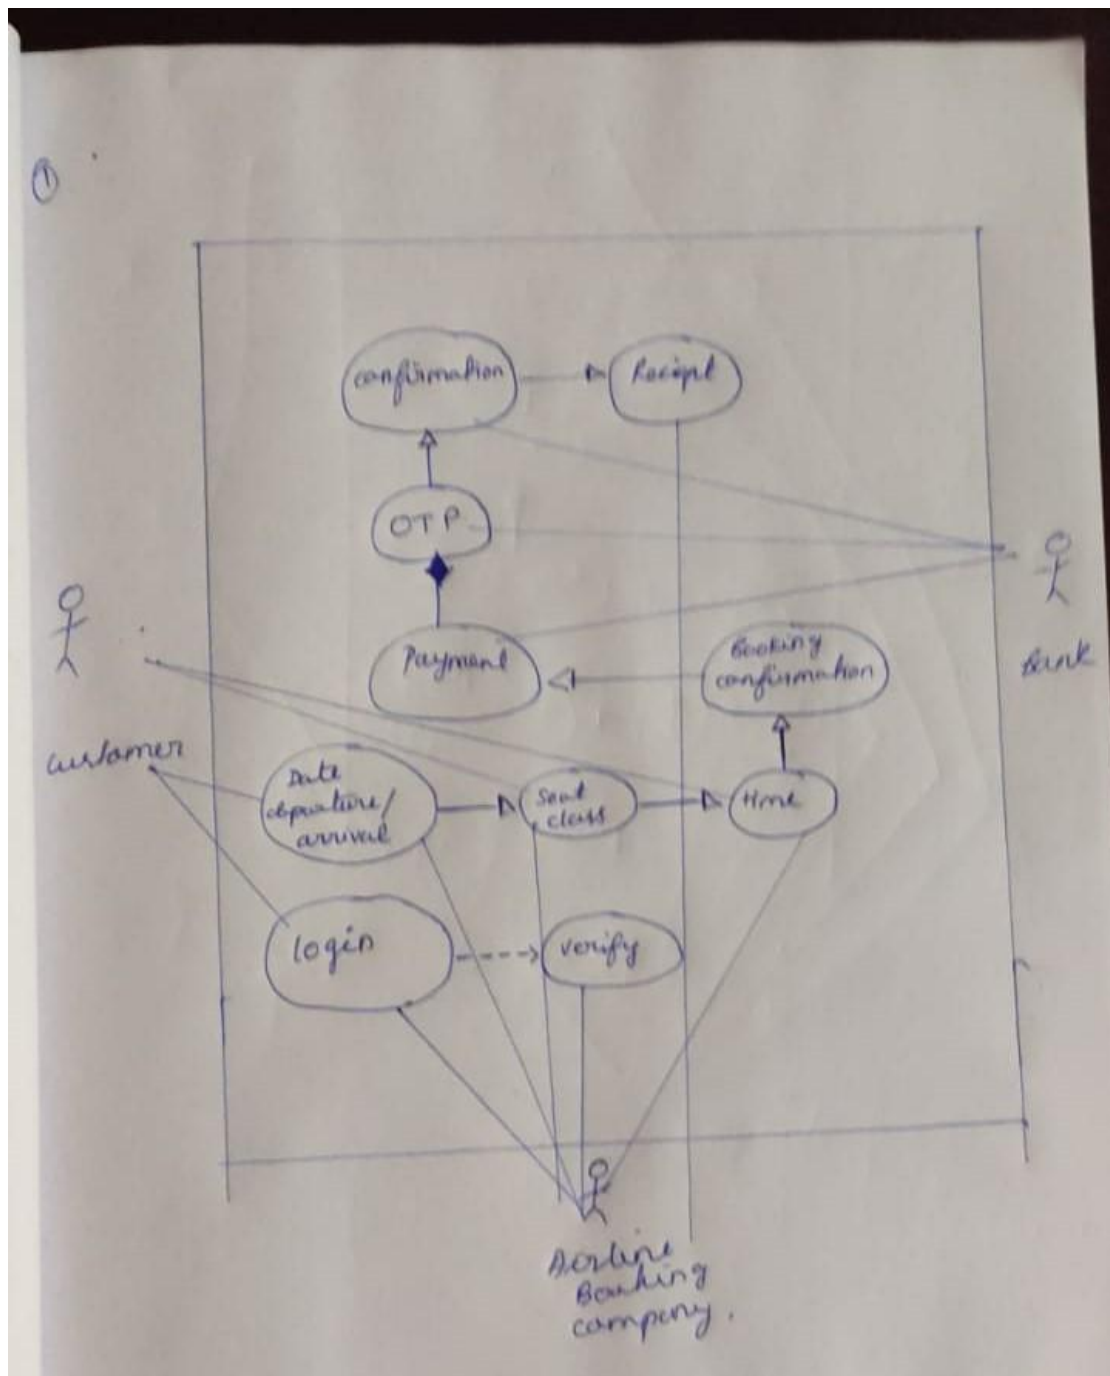 ①
confirmation
Reciept
OTP
Payment
Booking
confirmation
Bank
customer
Date
departure/
arrival
Seat
class
time
login
verify
Airline
Booking
company.